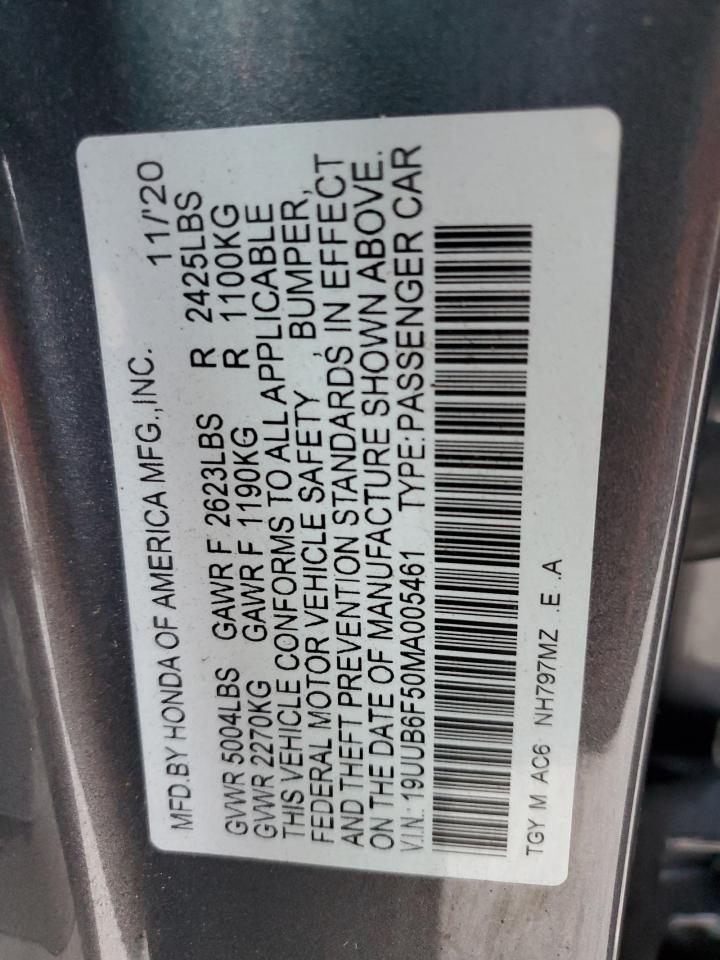 MFD.BY HONDA OF AMERICA MFG.,INC. 11/'20
GVWR 5004LBS GAWR F 2623LBS R 2425LBS
GVWR 2270KG GAWR F 1190KG R 1100KG
THIS VEHICLE CONFORMS TO ALL APPLICABLE
FEDERAL MOTOR VEHICLE SAFETY , BUMPER,
AND THEFT PREVENTION STANDARDS IN EFFECT
ON THE DATE OF MANUFACTURE SHOWN ABOVE.
V.I.N.: 19UUB6F50MA005461 TYPE:PASSENGER CAR
TGY M AC6 NH797MZ .E .A